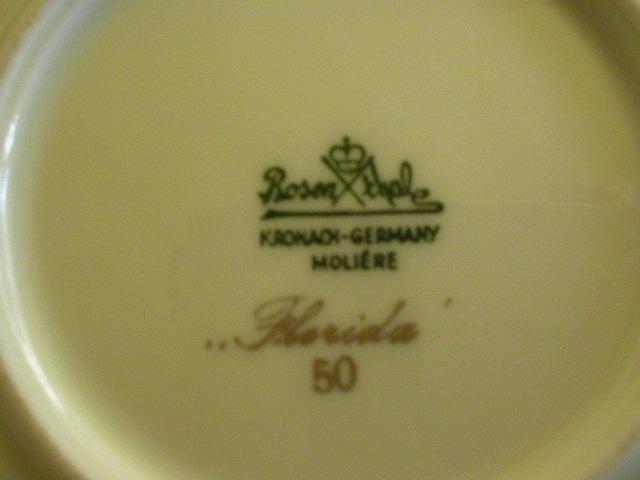 Rosenthal
KRONACH-GERMANY
MOLIÈRE
„Florida"
50